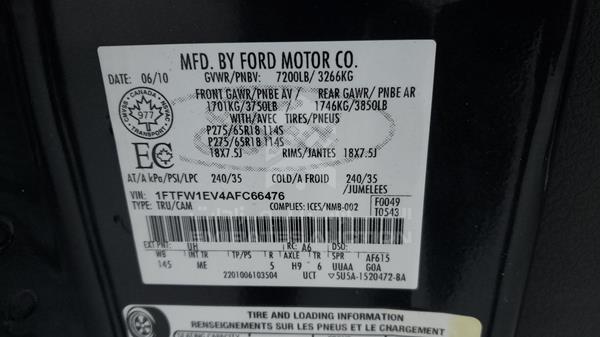 MFD. BY FORD MOTOR CO.
DATE: 06/10 GVWR/PNBV: 7200LB/ 3266KG
FRONT GAWR/PNBE AV / REAR GAWR/ PNBE AR
1701KG/3750LB 1746KG/3850LB
WITH/AVEC TIRES/PNEUS
P275/65R18 114S
P275/65R18 114S
18X7.5J RIMS/JANTES 18X7.5J
CANADA
977
TRANSPORT
EC
AT/A kPa/PSI/LPC 240/35 COLD/A FROID 240/35
/JUMELEES
VIN: 1FTFW1EV4AFC66476
F0049
T0543
TYPE: TRU/CAM COMPLIES: ICES/NMB-002
EXT PNT: UH RC: A6 DSO:
WB INT TR TP/PS R AXLE TR SPR AF615
145 ME 5 H9 6 UUAA G0A
2201006103504 UCT 5U5A-1520472-BA
TIRE AND LOADING INFORMATION
RENSEIGNEMENTS SUR LES PNEUS ET LE CHARGEMENT